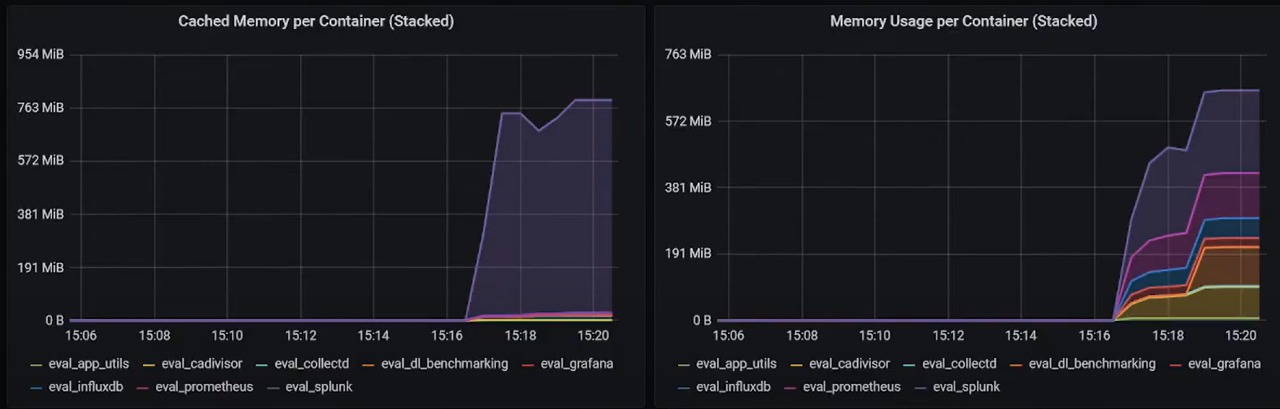 Cached Memory per Container (Stacked)
954 MiB
763 MiB
572 MiB
381 MiB
191 MiB
0 B
15:06 15:08 15:10 15:12 15:14 15:16 15:18 15:20
eval_app_utils eval_cadvisor eval_collectd eval_dl_benchmarking eval_grafana
eval_influxdb eval_prometheus eval_splunk
Memory Usage per Container (Stacked)
763 MiB
572 MiB
381 MiB
191 MiB
0 B
15:06 15:08 15:10 15:12 15:14 15:16 15:18 15:20
eval_app_utils eval_cadvisor eval_collectd eval_dl_benchmarking eval_grafana
eval_influxdb eval_prometheus eval_splunk